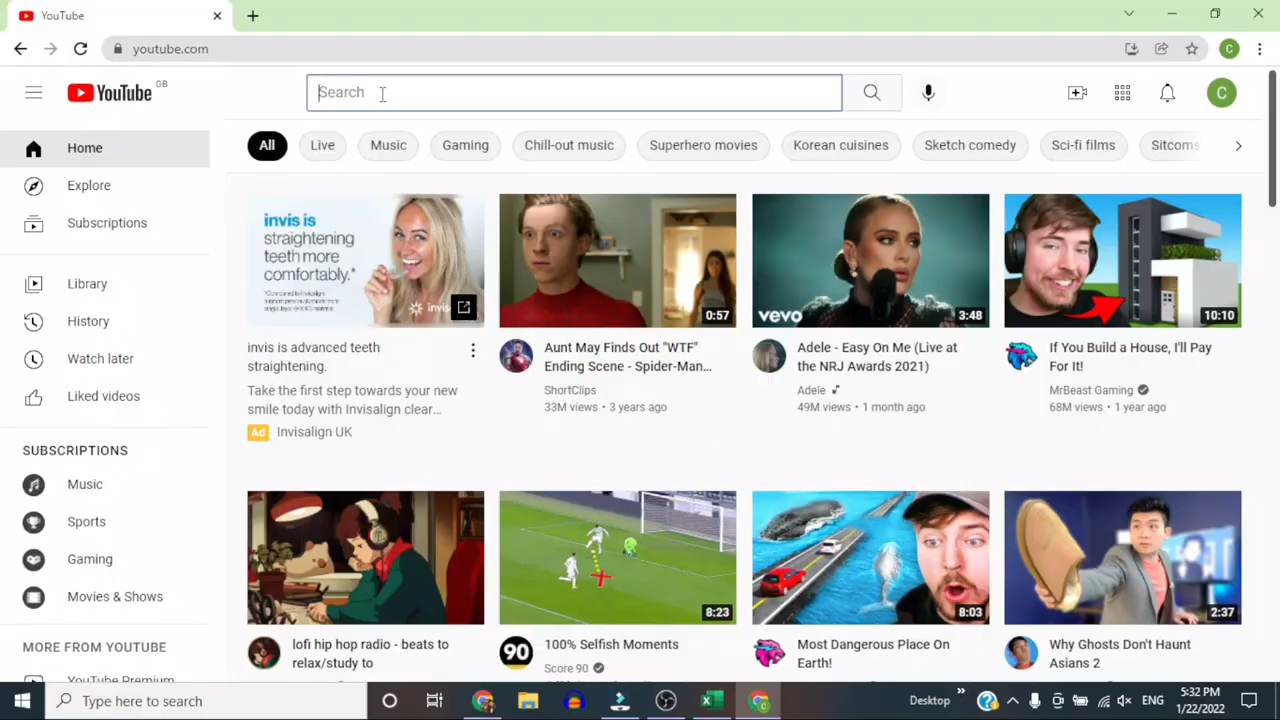 YouTube
youtube.com
C
YouTube GB
Search
C
All
Live
Music
Gaming
Chill-out music
Superhero movies
Korean cuisines
Sketch comedy
Sci-fi films
Sitcoms
Home
Explore
Subscriptions
Library
History
Watch later
Liked videos
SUBSCRIPTIONS
Music
Sports
Gaming
Movies & Shows
MORE FROM YOUTUBE
YouTube Premium
invis is
straightening
teeth more
comfortably.*
invis is advanced teeth
straightening.
Take the first step towards your new
smile today with Invisalign clear...
Ad Invisalign UK
0:57
Aunt May Finds Out "WTF"
Ending Scene - Spider-Man...
ShortClips
33M views • 3 years ago
vevo
3:48
Adele - Easy On Me (Live at
the NRJ Awards 2021)
Adele
49M views • 1 month ago
10:10
If You Build a House, I'll Pay
For It!
MrBeast Gaming
68M views • 1 year ago
lofi hip hop radio - beats to
relax/study to
8:23
90
100% Selfish Moments
Score 90
8:03
Most Dangerous Place On
Earth!
2:37
Why Ghosts Don't Haunt
Asians 2
Type here to search
Desktop
ENG
5:32 PM
1/22/2022